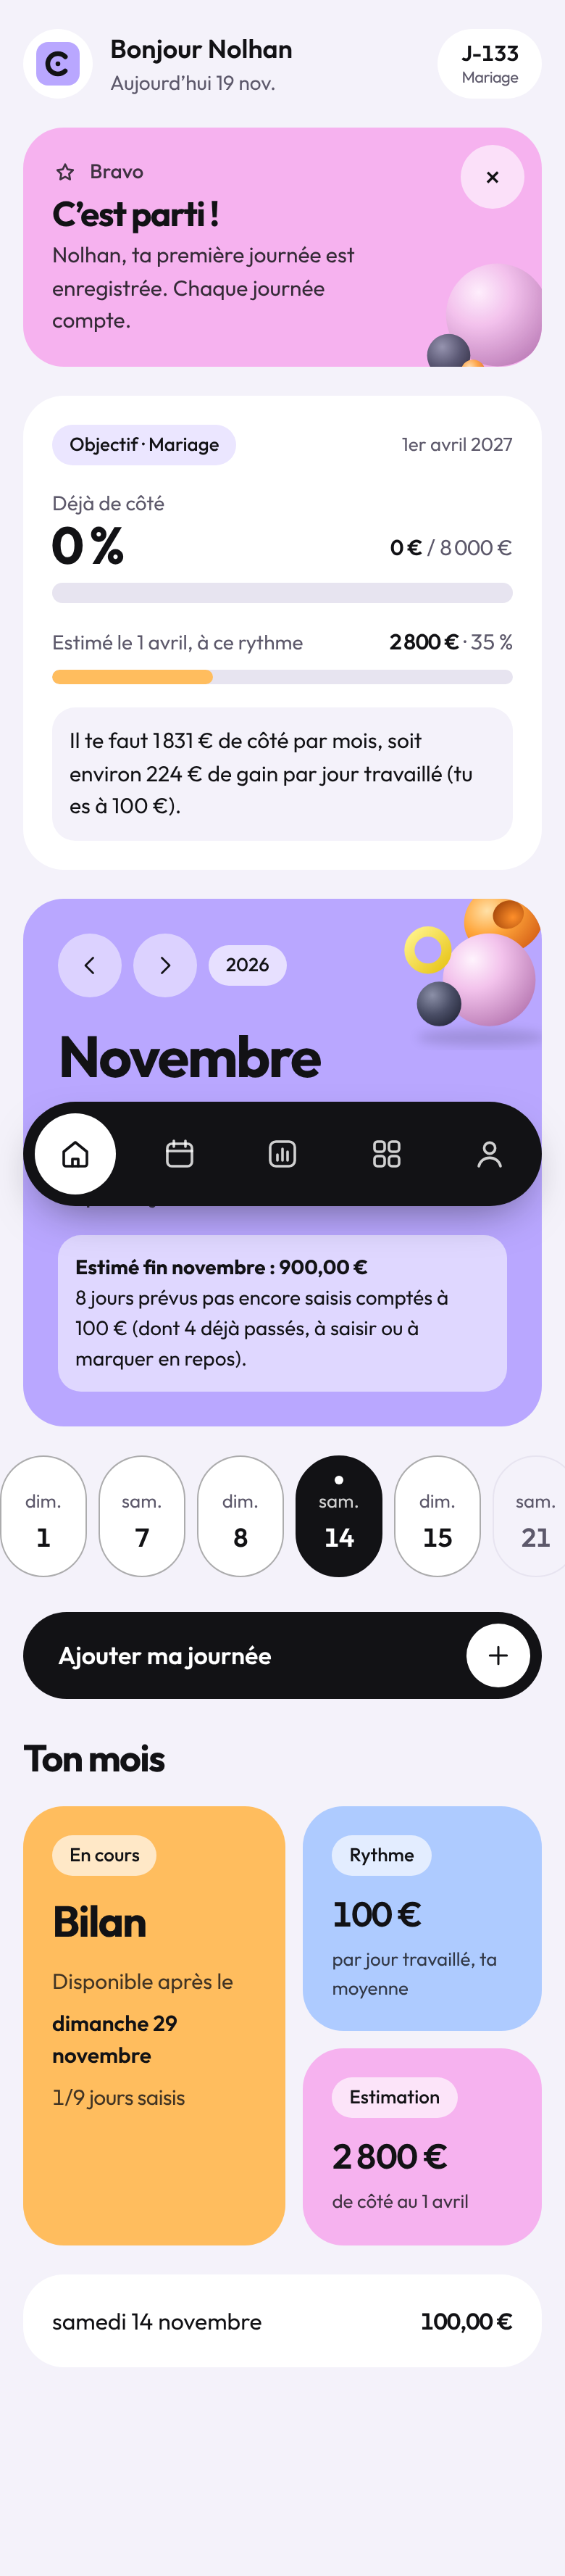 Bonjour Nolhan
Aujourd’hui 19 nov.
J-133
Mariage
Bravo
C’est parti !
Nolhan, ta première journée est
enregistrée. Chaque journée
compte.
Objectif · Mariage
1er avril 2027
Déjà de côté
0 %
0 € / 8 000 €
Estimé le 1 avril, à ce rythme
2 800 € · 35 %
Il te faut 1 831 € de côté par mois, soit
environ 224 € de gain par jour travaillé (tu
es à 100 €).
2026
Novembre
Estimé fin novembre : 900,00 €
8 jours prévus pas encore saisis comptés à
100 € (dont 4 déjà passés, à saisir ou à
marquer en repos).
dim.
1
sam.
7
dim.
8
sam.
14
dim.
15
sam.
21
Ajouter ma journée
Ton mois
En cours
Bilan
Disponible après le
dimanche 29
novembre
1/9 jours saisis
Rythme
100 €
par jour travaillé, ta
moyenne
Estimation
2 800 €
de côté au 1 avril
samedi 14 novembre
100,00 €